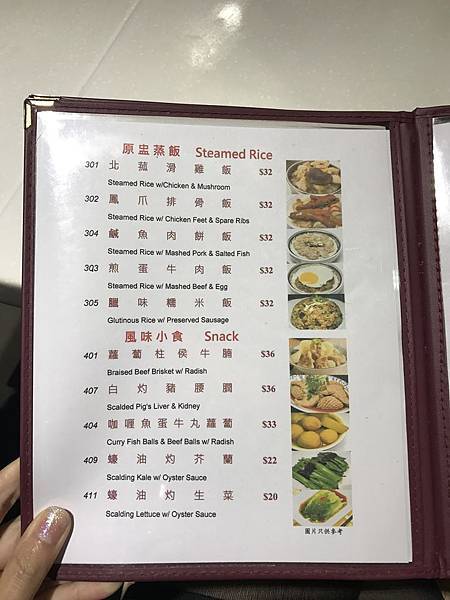 原盅蒸飯 Steamed Rice
301 北菰滑雞飯 $32
Steamed Rice w/Chicken & Mushroom
302 鳳爪排骨飯 $32
Steamed Rice w/ Chicken Feet & Spare Ribs
304 鹹魚肉餅飯 $32
Steamed Rice w/ Mashed Pork & Salted Fish
303 煎蛋牛肉飯 $32
Steamed Rice w/ Mashed Beef & Egg
305 臘味糯米飯 $32
Glutinous Rice w/ Preserved Sausage
風味小食 Snack
401 蘿蔔柱侯牛腩 $36
Braised Beef Brisket w/ Radish
407 白灼豬腰膶 $36
Scalded Pig's Liver & Kidney
404 咖喱魚蛋牛丸蘿蔔 $33
Curry Fish Balls & Beef Balls w/ Radish
409 蠔油灼芥蘭 $22
Scalding Kale w/ Oyster Sauce
411 蠔油灼生菜 $20
Scalding Lettuce w/ Oyster Sauce
圖片只供參考